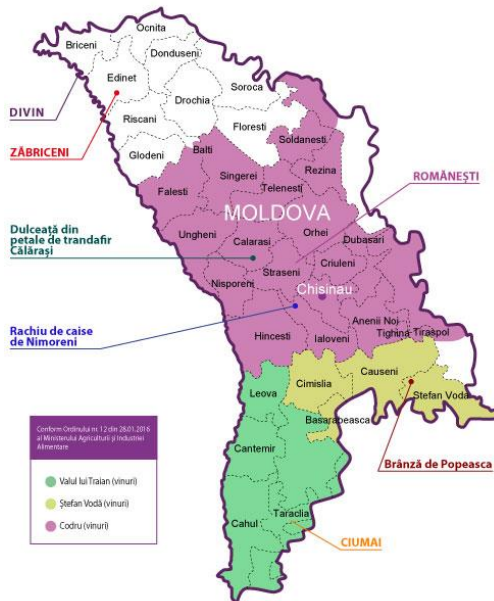 Ocnita
Briceni
Donduseni
Edinet
Soroca
DIVIN
Drochia
ZĂBRICENI
Riscani
Floresti
Soldanesti
Glodeni
Balti
Rezina
ROMÂNEȘTI
Singerei
Falesti
Telenesti
MOLDOVA
Dulceață din
petale de trandafir
Călărași
Ungheni
Orhei
Calarasi
Dubasari
Straseni
Criuleni
Nisporeni
Chisinau
Rachiu de caise
de Nimoreni
Anenii Noi
Hincesti
Ialoveni
Tighina
Tiraspol
Causeni
Leova
Cimislia
Stefan Voda
Basarabeasca
Conform Ordinului nr. 12 din 28.01.2016
al Ministerului Agriculturii și Industriei
Alimentare
Cantemir
Brânză de Popeasca
Valul lui Traian (vinuri)
Ștefan Vodă (vinuri)
Codru (vinuri)
Taraclia
Cahul
CIUMAI